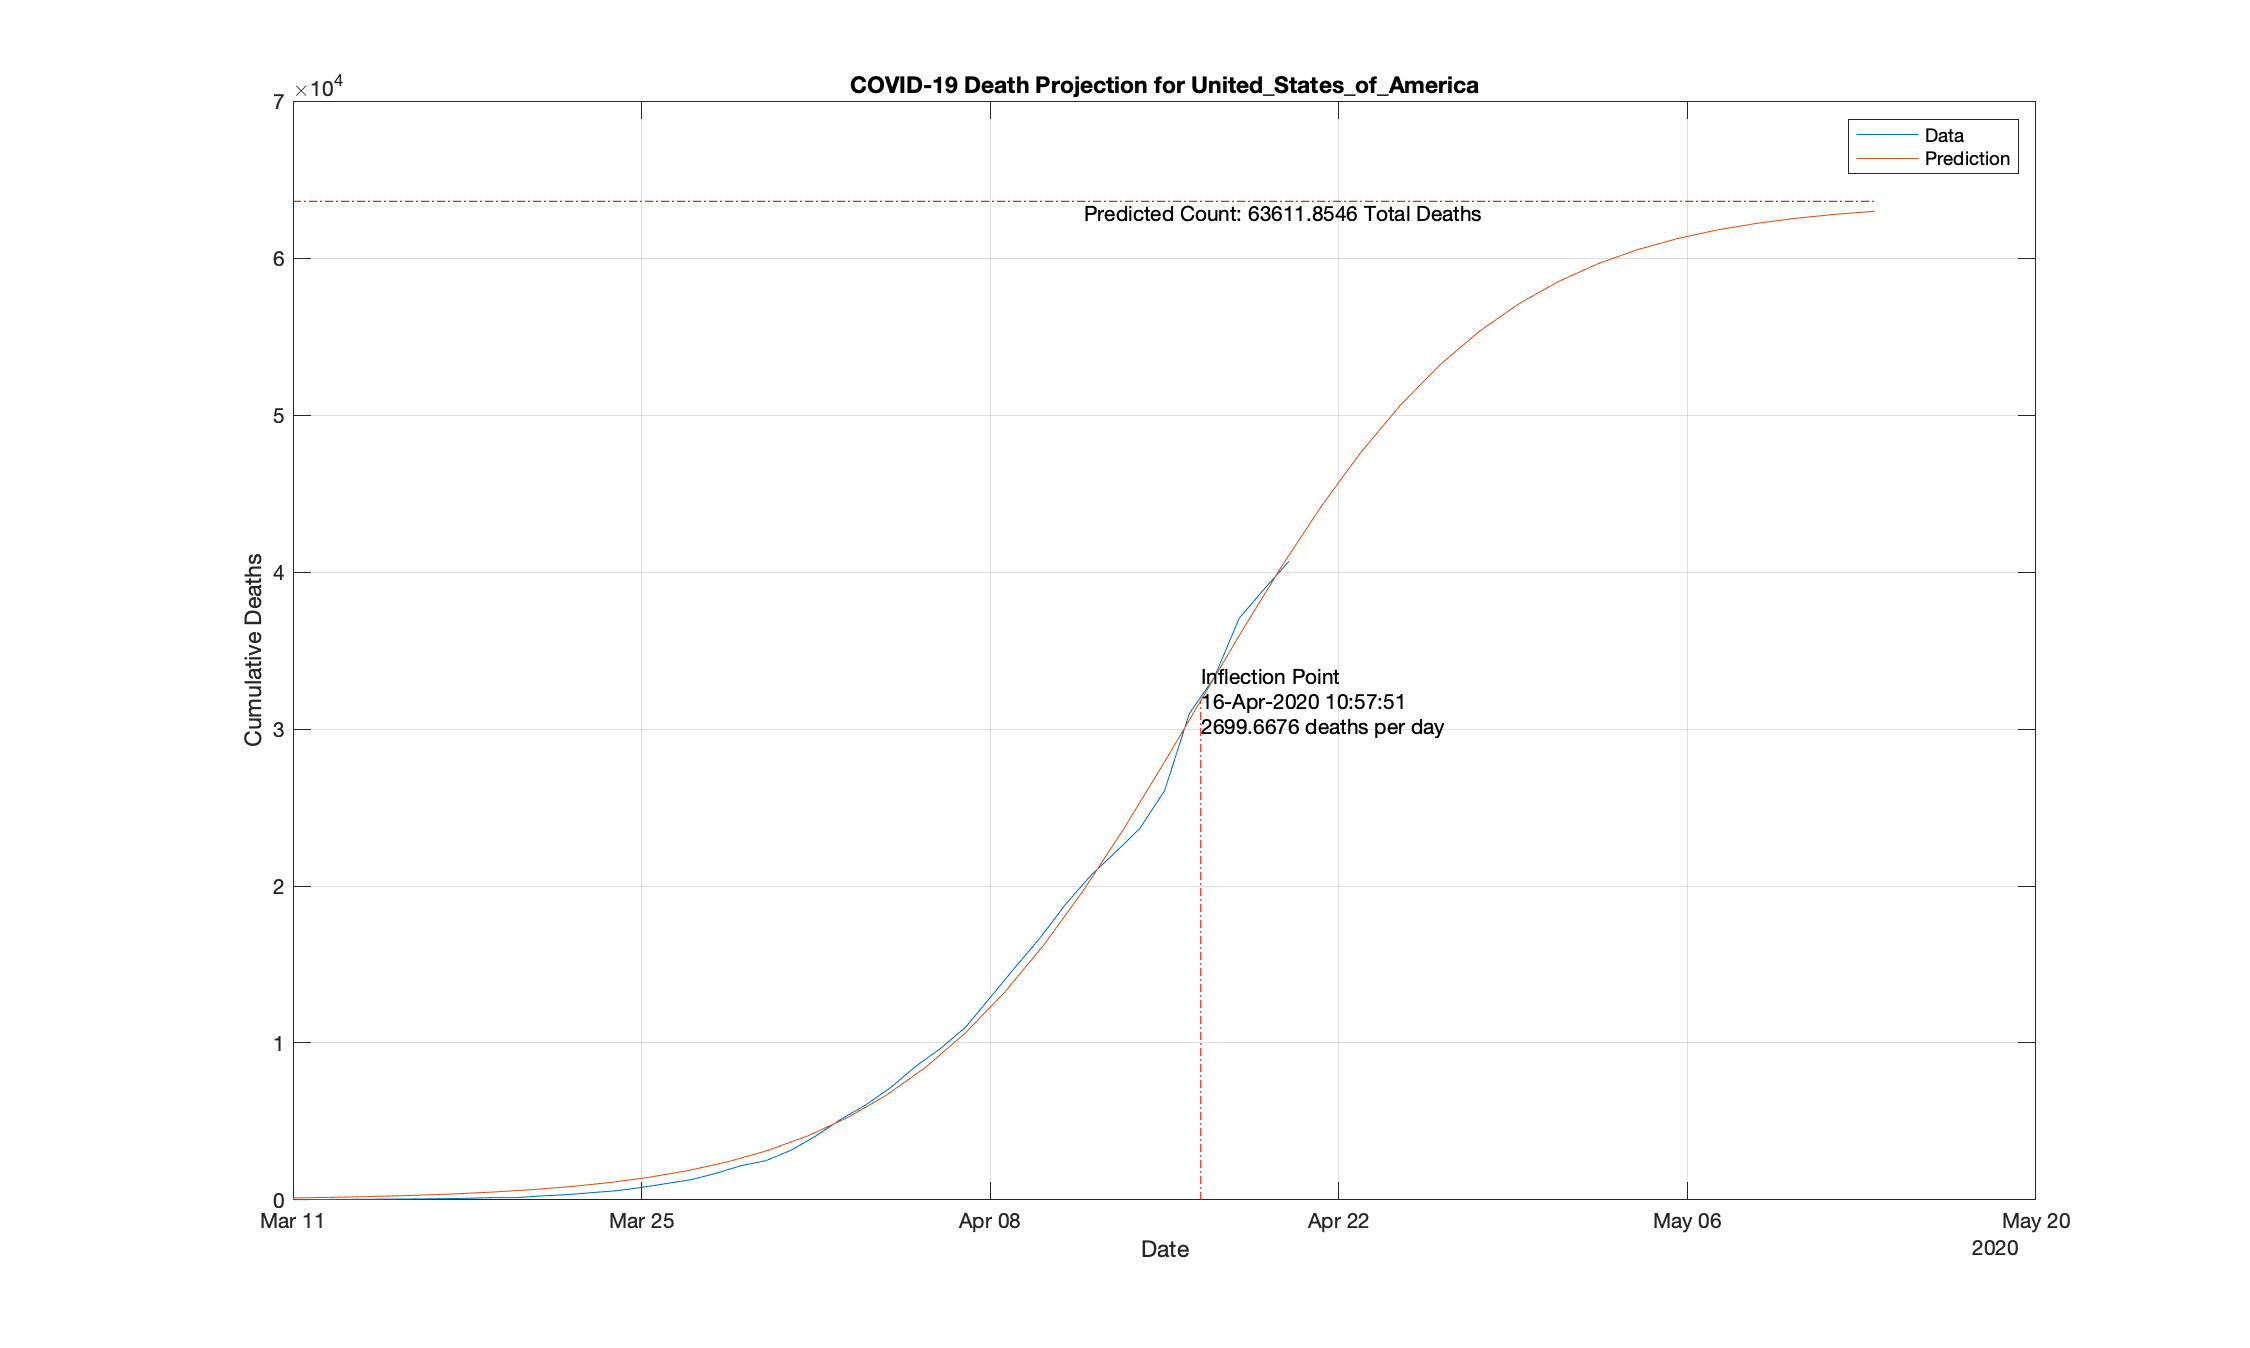 COVID-19 Death Projection for United_States_of_America
×10⁴
7
6
5
4
3
2
1
0
Cumulative Deaths
Data
Prediction
Predicted Count: 63611.8546 Total Deaths
Inflection Point
16-Apr-2020 10:57:51
2699.6676 deaths per day
Mar 11 Mar 25 Apr 08 Apr 22 May 06 May 20
Date
2020